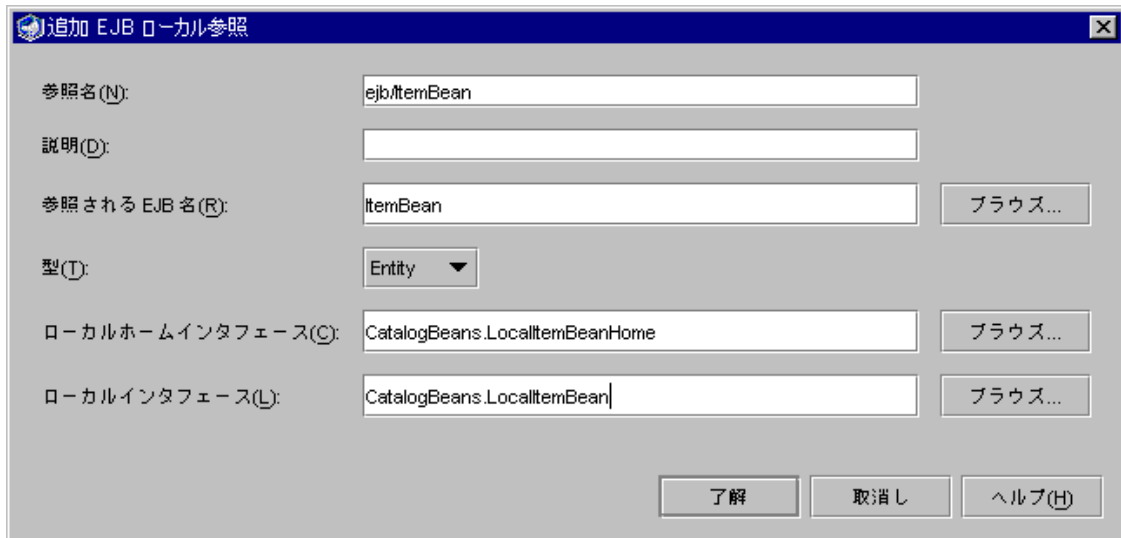 追加 EJB ローカル参照
参照名(N):
ejb/ItemBean
説明(D):
参照される EJB 名(R):
ItemBean
ブラウズ...
型(T):
Entity
ローカルホームインタフェース(C):
CatalogBeans.LocalItemBeanHome
ブラウズ...
ローカルインタフェース(L):
CatalogBeans.LocalItemBean
ブラウズ...
了解
取消し
ヘルプ(H)